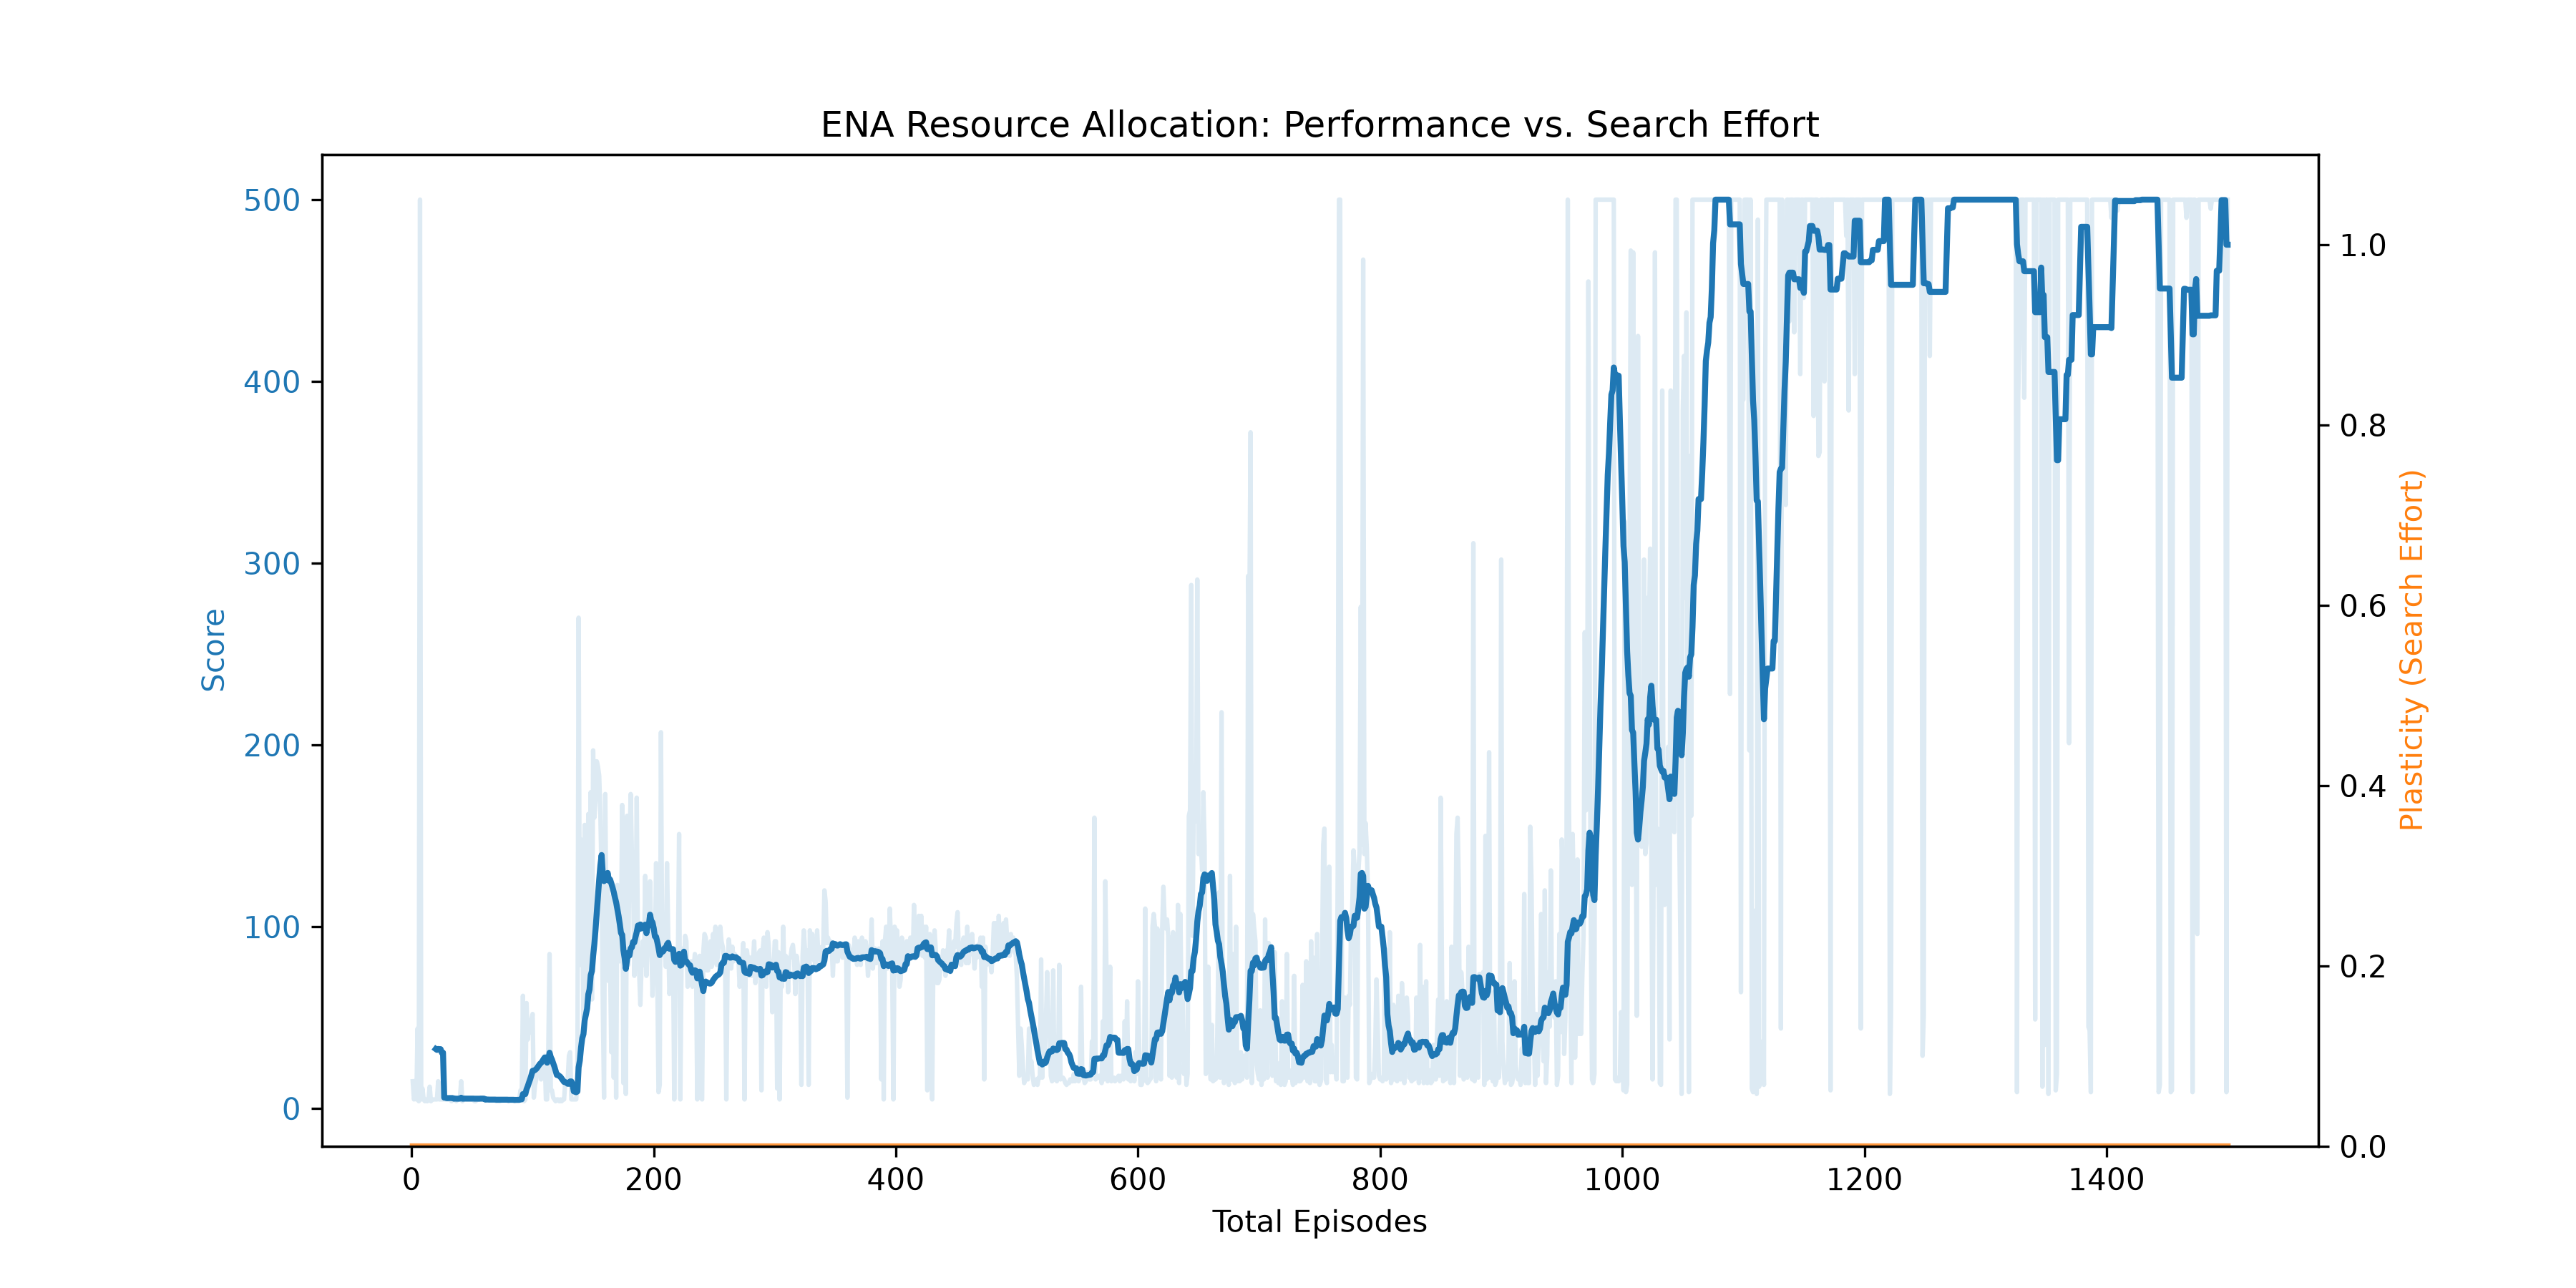 ENA Resource Allocation: Performance vs. Search Effort
500
400
300
200
100
0
Score
1.0
0.8
0.6
0.4
0.2
0.0
Plasticity (Search Effort)
0 200 400 600 800 1000 1200 1400
Total Episodes